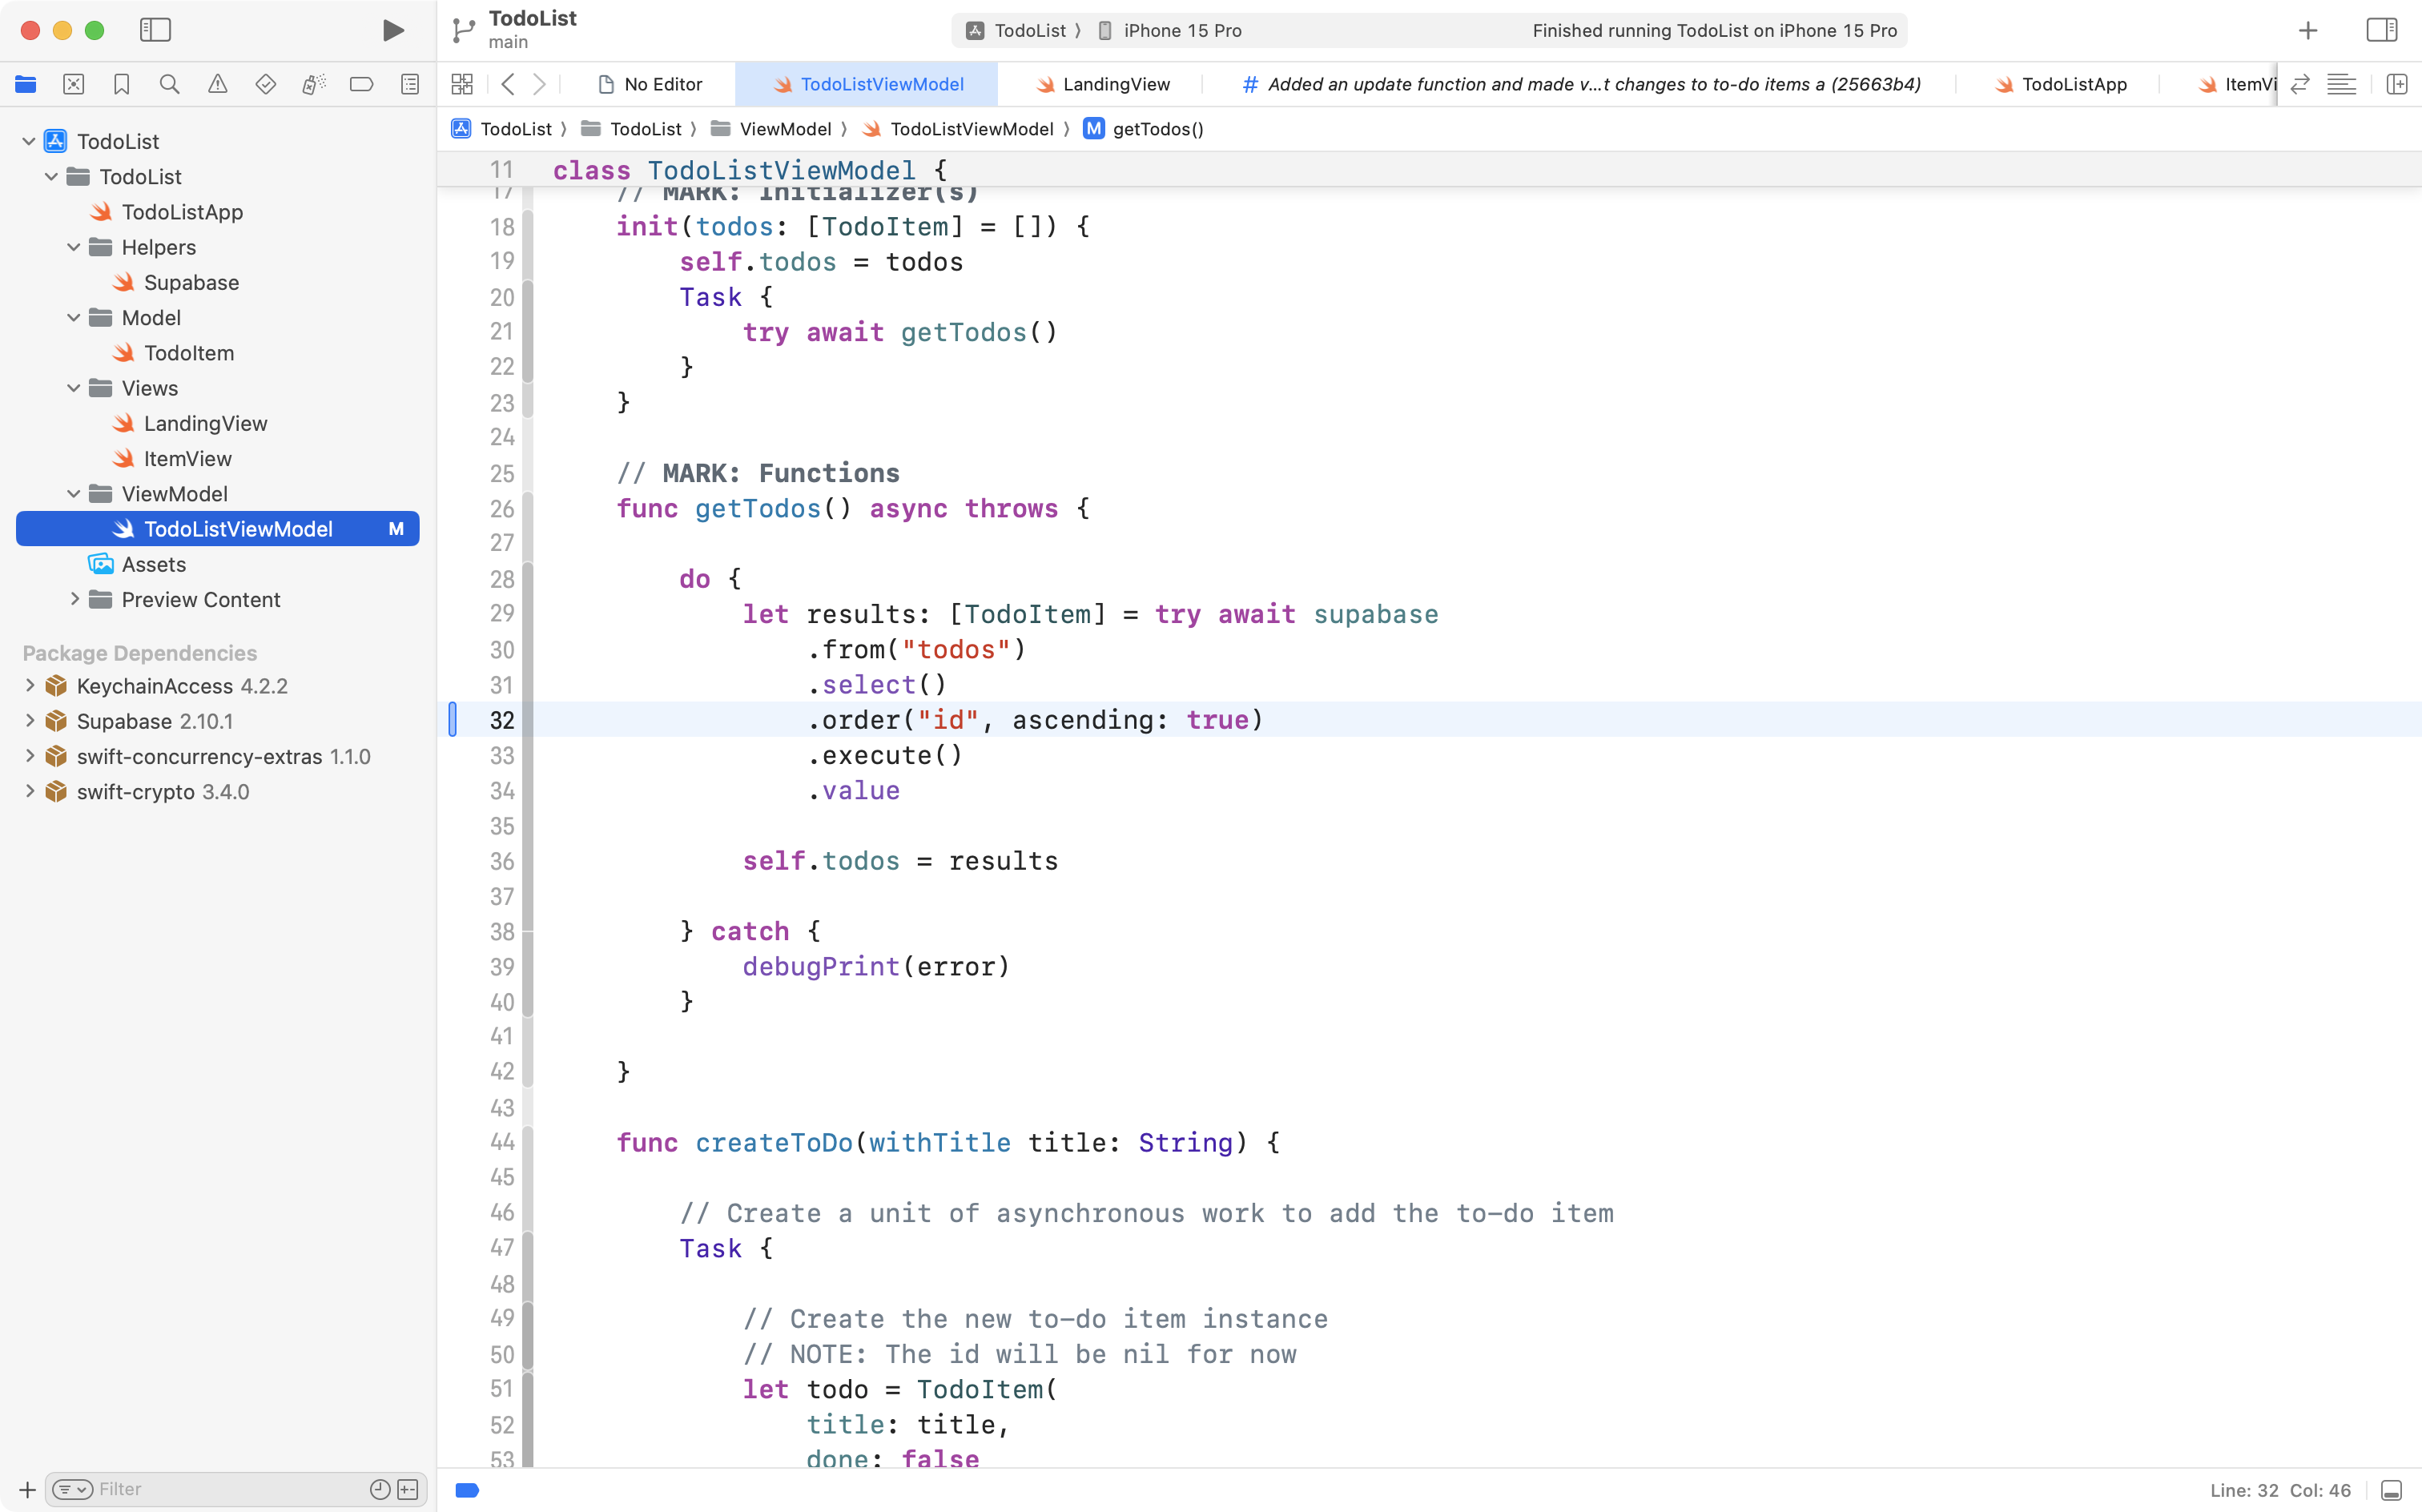 TodoList
main
TodoList 〉 iPhone 15 Pro
Finished running TodoList on iPhone 15 Pro
No Editor
TodoListViewModel
LandingView
# Added an update function and made v...t changes to to-do items a (25663b4)
TodoListApp
ItemVi
TodoList 〉 TodoList 〉 ViewModel 〉 TodoListViewModel 〉 M getTodos()
TodoList
TodoList
TodoListApp
Helpers
Supabase
Model
TodoItem
Views
LandingView
ItemView
ViewModel
TodoListViewModel M
Assets
Preview Content
Package Dependencies
KeychainAccess 4.2.2
Supabase 2.10.1
swift-concurrency-extras 1.1.0
swift-crypto 3.4.0
Filter
11 class TodoListViewModel {
17 // MARK: Initializer(s)
18 init(todos: [TodoItem] = []) {
19 self.todos = todos
20 Task {
21 try await getTodos()
22 }
23 }
24
25 // MARK: Functions
26 func getTodos() async throws {
27
28 do {
29 let results: [TodoItem] = try await supabase
30 .from("todos")
31 .select()
32 .order("id", ascending: true)
33 .execute()
34 .value
35
36 self.todos = results
37
38 } catch {
39 debugPrint(error)
40 }
41
42 }
43
44 func createToDo(withTitle title: String) {
45
46 // Create a unit of asynchronous work to add the to-do item
47 Task {
48
49 // Create the new to-do item instance
50 // NOTE: The id will be nil for now
51 let todo = TodoItem(
52 title: title,
53 done: false
Line: 32 Col: 46